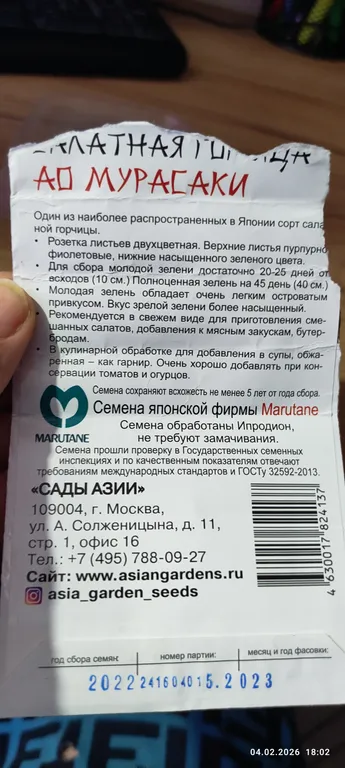 АО МУРАСАКИ
Один из наиболее распространенных в Японии сорт
ной горчицы.
• Розетка листьев двухцветная. Верхние листья пурпурно
фиолетовые, нижние насыщенного зеленого цвета.
• Для сбора молодой зелени достаточно 20-25 дней от
всходов (10 см.) Полноценная зелень на 45 день (40 см.)
• Молодая зелень обладает очень легким островатым
привкусом. Вкус зрелой зелени более насыщенный.
• Рекомендуется в свежем виде для приготовления сме-
шанных салатов, добавления к мясным закускам, бутер-
бродам.
• В кулинарной обработке для добавления в супы, обжа-
ренная – как гарнир. Очень хорошо добавлять при кон-
сервации томатов и огурцов.
Семена сохраняют всхожесть не менее 5 лет от года сбора.
Семена японской фирмы Marutane
MARUTANE
Семена обработаны Ипродион,
не требуют замачивания.
Семена прошли проверку в Государственных семенных
инспекциях и по качественным показателям отвечают
требованиям международных стандартов и ГОСТу 32592-2013.
«САДЫ АЗИИ»
109004, г. Москва,
ул. А. Солженицына, д. 11,
стр. 1, офис 16
Тел.: +7 (495) 788-09-27
Сайт: www.asiangardens.ru
asia_garden_seeds
4 630017 824137
год сбора семян: номер партии: месяц и год фасовки:
2022 24160401 5.2023
04.02.2026 18:02